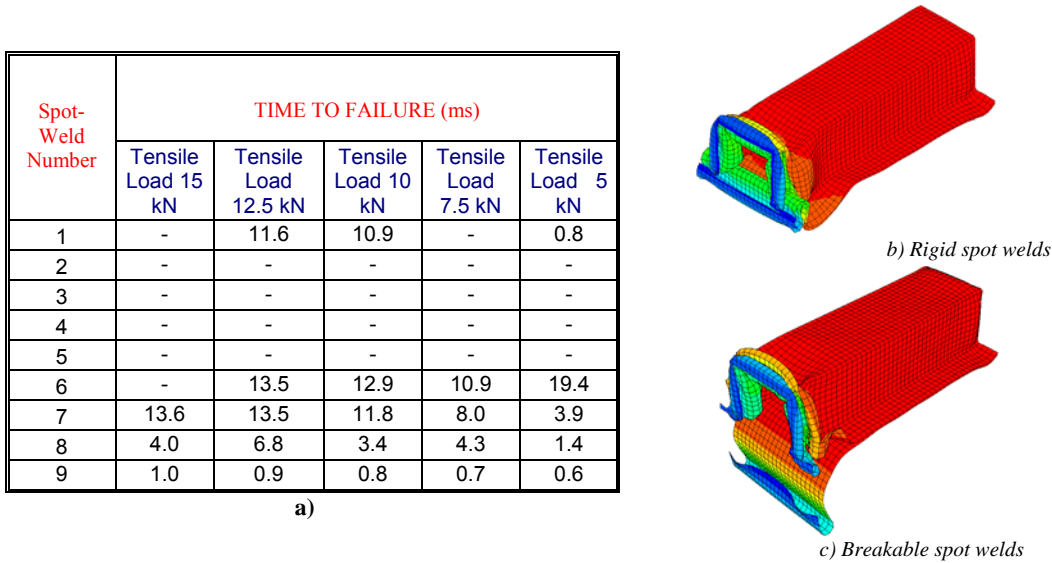 Spot-
Weld
Number
TIME TO FAILURE (ms)
Tensile
Load 15
kN
Tensile
Load
12.5 kN
Tensile
Load 10
kN
Tensile
Load
7.5 kN
Tensile
Load 5
kN
1 - 11.6 10.9 - 0.8
2 - - - - -
3 - - - - -
4 - - - - -
5 - - - - -
6 - 13.5 12.9 10.9 19.4
7 13.6 13.5 11.8 8.0 3.9
8 4.0 6.8 3.4 4.3 1.4
9 1.0 0.9 0.8 0.7 0.6
a)
b) Rigid spot welds
c) Breakable spot welds